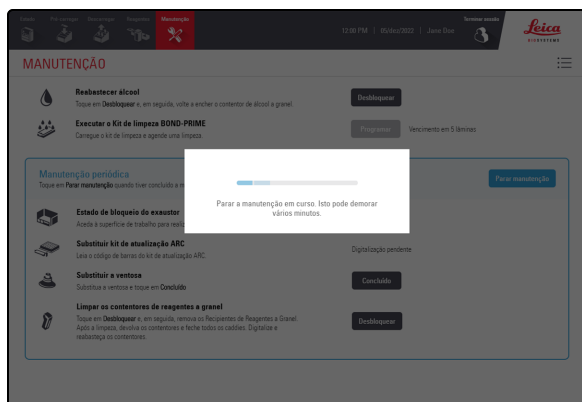 Estado Pré-carregar Descarregar Reagentes Manutenção
12:00 PM | 05/dez/2022 | Jane Doe
Terminar sessão
Leica
BIOSYSTEMS
MANUTENÇÃO
Reabastecer álcool
Toque em Desbloquear e, em seguida, volte a encher o contentor de álcool a granel.
Desbloquear
Executar o Kit de limpeza BOND-PRIME
Carregue o kit de limpeza e agende uma limpeza.
Programar
Vencimento em 5 lâminas
Manutenção periódica
Toque em Parar manutenção quando tiver concluído a m
Parar manutenção
Parar a manutenção em curso. Isto pode demorar
vários minutos.
Estado de bloqueio do exaustor
Aceda à superfície de trabalho para realiz
Substituir kit de atualização ARC
Leia o código de barras do kit de atualização ARC
Digitalização pendente
Substituir a ventosa
Substitua a ventosa e toque em Concluído
Concluído
Limpar os contentores de reagentes a granel
Toque em Desbloquear e, em seguida, remova os Recipientes de Reagentes a Granel.
Após a limpeza, devolva os contentores e feche todos os caddies. Digitalize e
reabasteça os contentores.
Desbloquear